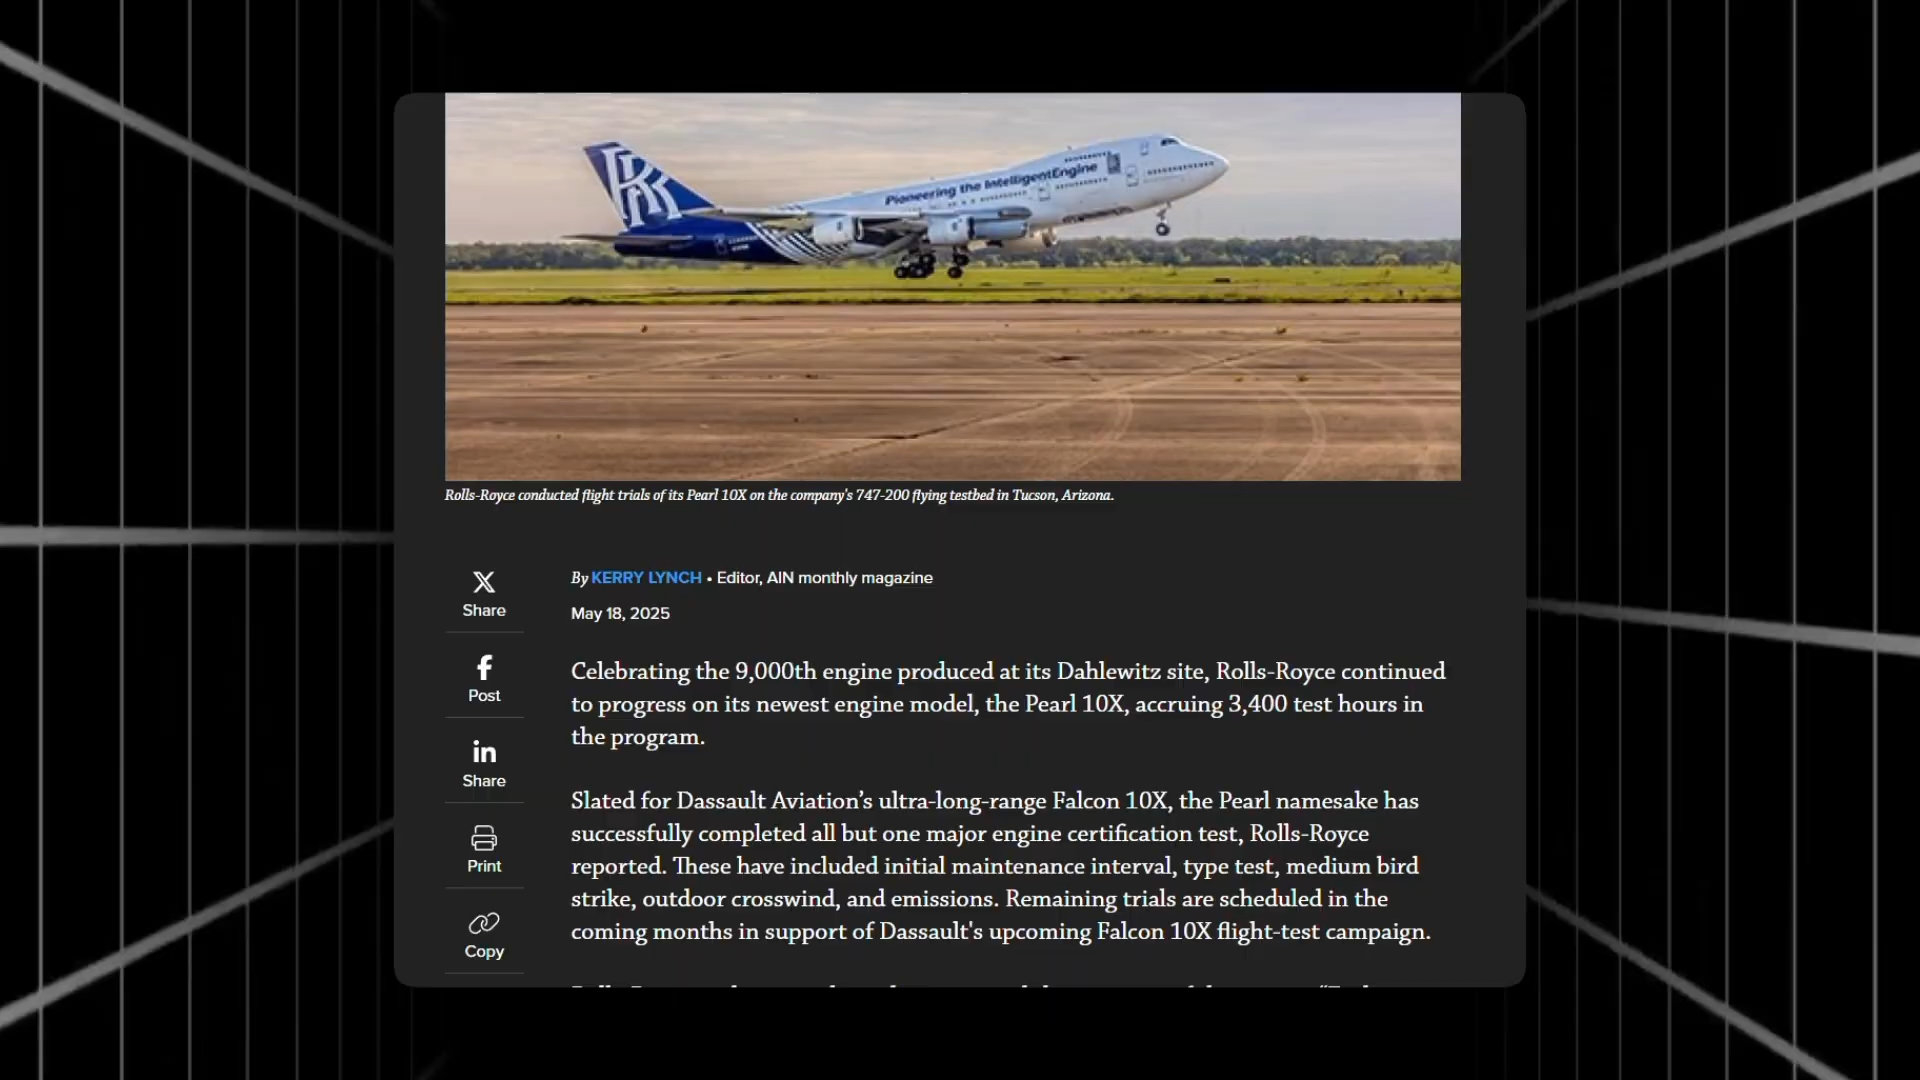 RR
Pioneering the IntelligentEngine
Rolls-Royce conducted flight trials of its Pearl 10X on the company's 747-200 flying testbed in Tucson, Arizona.
By KERRY LYNCH • Editor, AIN monthly magazine
May 18, 2025
Share
Post
Share
Print
Copy
Celebrating the 9,000th engine produced at its Dahlewitz site, Rolls-Royce continued
to progress on its newest engine model, the Pearl 10X, accruing 3,400 test hours in
the program.
Slated for Dassault Aviation’s ultra-long-range Falcon 10X, the Pearl namesake has
successfully completed all but one major engine certification test, Rolls-Royce
reported. These have included initial maintenance interval, type test, medium bird
strike, outdoor crosswind, and emissions. Remaining trials are scheduled in the
coming months in support of Dassault's upcoming Falcon 10X flight-test campaign.